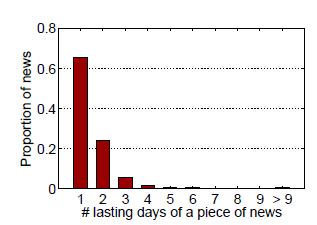 Proportion of news
0.8
0.6
0.4
0.2
0
1 2 3 4 5 6 7 8 9 > 9
# lasting days of a piece of news